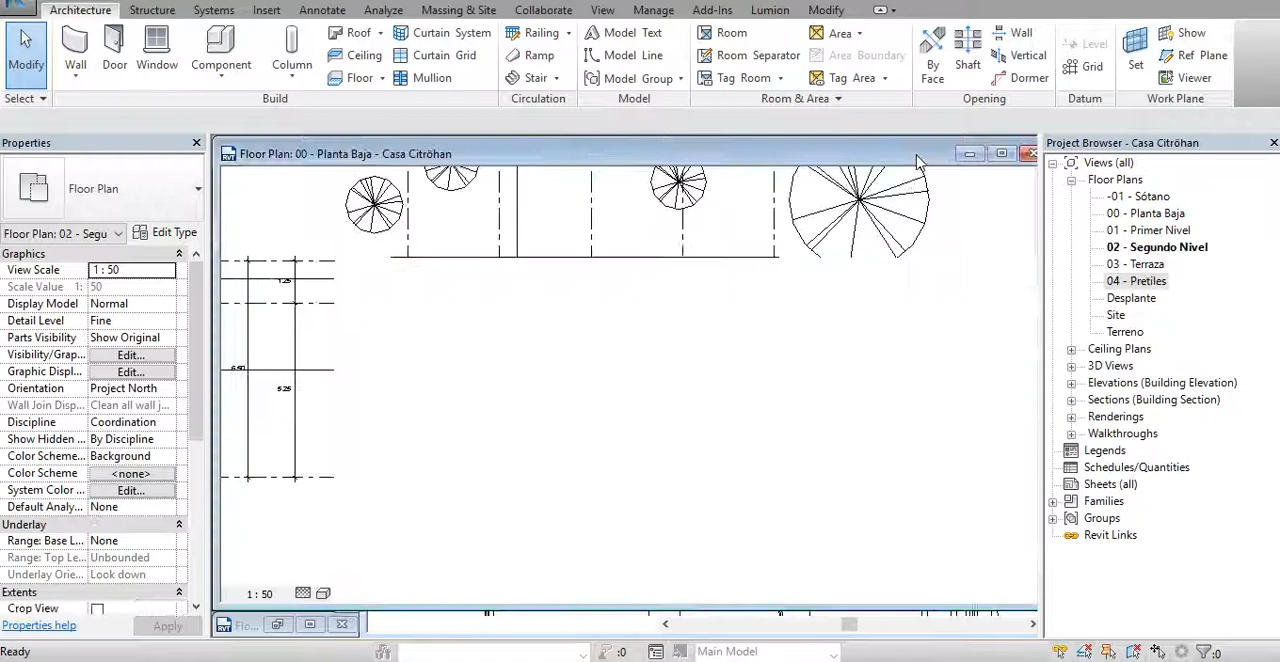 Architecture Structure Systems Insert Annotate Analyze Massing & Site Collaborate View Manage Add-Ins Lumion Modify
Modify Wall Door Window Component Column
Roof Curtain System
Ceiling Curtain Grid
Floor Mullion
Railing
Ramp
Stair
Model Text
Model Line
Model Group
Room Area
Room Separator Area Boundary
Tag Room Tag Area
By Face Shaft
Wall
Vertical
Dormer
Level
Grid
Set
Show
Ref Plane
Viewer
Select Build Circulation Model Room & Area Opening Datum Work Plane
Properties
Floor Plan
Floor Plan: 02 - Segu Edit Type
Graphics
View Scale 1 : 50
Scale Value 1: 50
Display Model Normal
Detail Level Fine
Parts Visibility Show Original
Visibility/Grap... Edit...
Graphic Displ... Edit...
Orientation Project North
Wall Join Disp... Clean all wall j
Discipline Coordination
Show Hidden By Discipline
Color Scheme... Background
Color Scheme <none>
System Color ... Edit...
Default Analy... None
Underlay
Range: Base L... None
Range: Top Le... Unbounded
Underlay Orie... Look down
Extents
Crop View
Properties help Apply
Floor Plan: 00 - Planta Baja - Casa Citröhan
1.25
6.50
5.25
1 : 50
Flo...
Project Browser - Casa Citröhan
Views (all)
Floor Plans
-01 - Sótano
00 - Planta Baja
01 - Primer Nivel
02 - Segundo Nivel
03 - Terraza
04 - Pretiles
Desplante
Site
Terreno
Ceiling Plans
3D Views
Elevations (Building Elevation)
Sections (Building Section)
Renderings
Walkthroughs
Legends
Schedules/Quantities
Sheets (all)
Families
Groups
Revit Links
Ready :0 Main Model :0